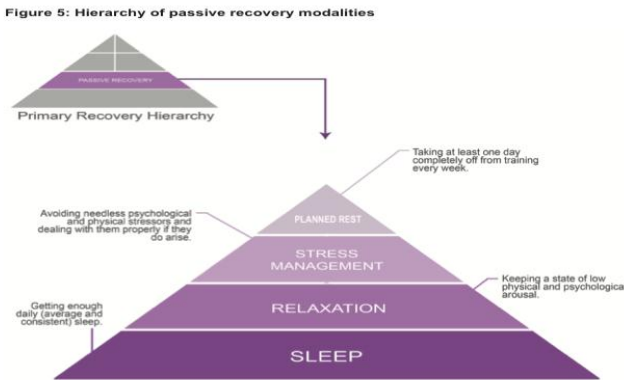 Figure 5: Hierarchy of passive recovery modalities
PASSIVE RECOVERY
Primary Recovery Hierarchy
Taking at least one day
completely off from training
every week.
PLANNED REST
Avoiding needless psychological
and physical stressors and
dealing with them properly if they
do arise.
STRESS
MANAGEMENT
Keeping a state of low
physical and psychological
arousal.
RELAXATION
Getting enough
daily (average and
consistent) sleep.
SLEEP